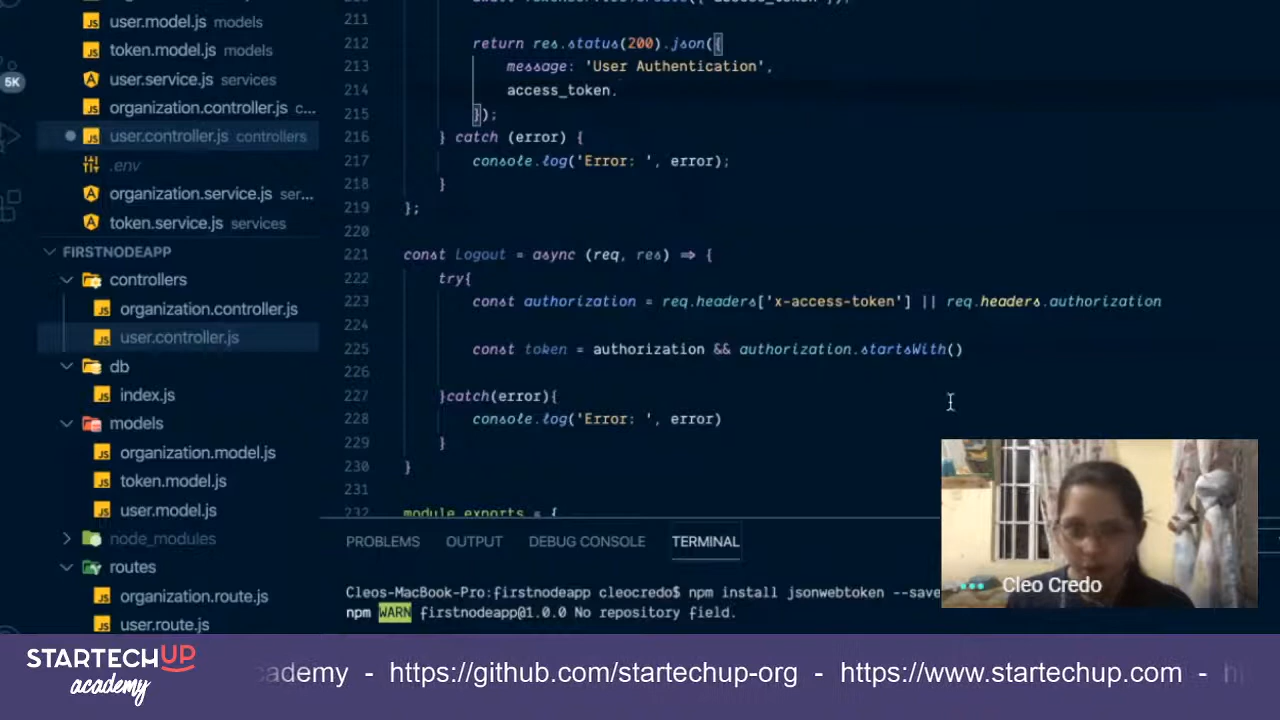 211
user.model.js models
212 return res.status(200).json({
token.model.js models
213 message: 'User Authentication',
user.service.js services
5K
214 access_token.
organization.controller.js c...
215 });
user.controller.js controllers
216 } catch (error) {
.env
217 console.log('Error: ', error);
218 }
organization.service.js ser...
219 };
token.service.js services
220
FIRSTNODEAPP
221 const Logout = async (req, res) => {
controllers
222 try{
organization.controller.js
223 const authorization = req.headers['x-access-token'] || req.headers.authorization
224
user.controller.js
225 const token = authorization && authorization.startsWith()
db
226
index.js
227 }catch(error){
models
228 console.log('Error: ', error)
229 }
organization.model.js
230 }
token.model.js
231
user.model.js
232 module.exports = {
node_modules
PROBLEMS OUTPUT DEBUG CONSOLE TERMINAL
routes
organization.route.js
Cleos-MacBook-Pro:firstnodeapp cleocredo$ npm install jsonwebtoken --save
npm WARN firstnodeapp@1.0.0 No repository field.
user.route.js
Cleo Credo
STARTECHUP
academy
cademy - https://github.com/startechup-org - https://www.startechup.com -